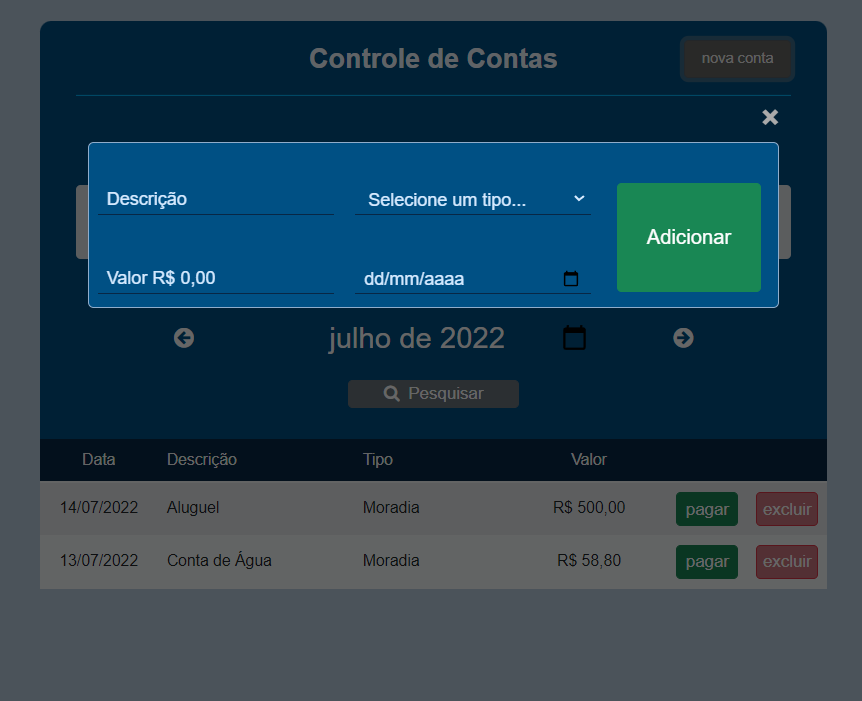 Controle de Contas nova conta
Descrição Selecione um tipo...
Adicionar
Valor R$ 0,00 dd/mm/aaaa
julho de 2022
Pesquisar
Data Descrição Tipo Valor
14/07/2022 Aluguel Moradia R$ 500,00 pagar excluir
13/07/2022 Conta de Água Moradia R$ 58,80 pagar excluir